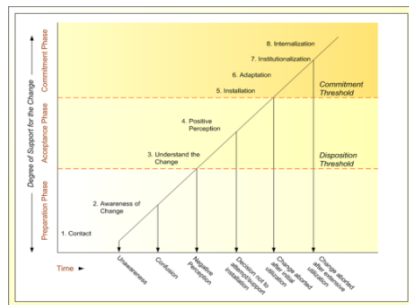 Degree of Support for the Change
Commitment Phase
Acceptance Phase
Preparation Phase
8. Internalization
7. Institutionalization
6. Adaptation
5. Installation
Commitment
Threshold
4. Positive
Perception
3. Understand the
Change
Disposition
Threshold
2. Awareness of
Change
1. Contact
Time
Unawareness
Confusion
Negative
Perception
Decision not to
attempt/support
installation
Change aborted
after initial
utilization
Change aborted
after extensive
utilization